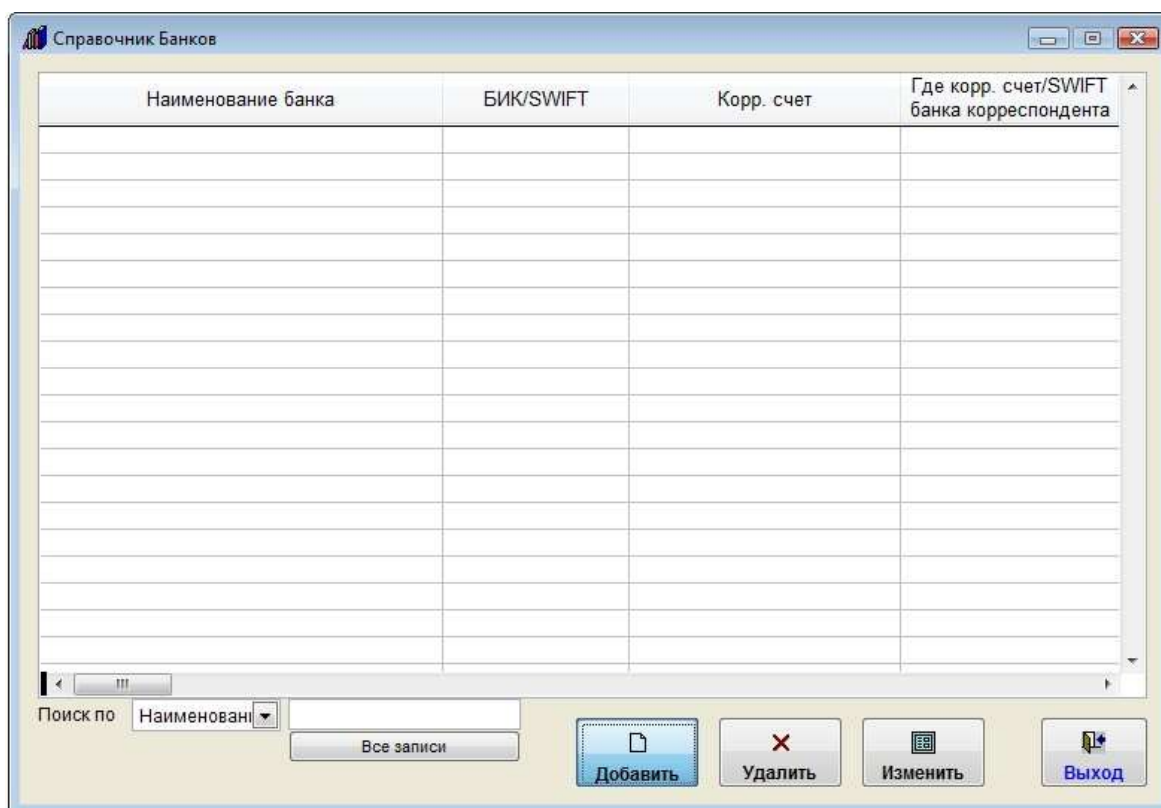 Справочник Банков
Наименование банка БИК/SWIFT Корр. счет Где корр. счет/SWIFT
банка корреспондента
Поиск по Наименовані
Все записи
Добавить Удалить Изменить Выход